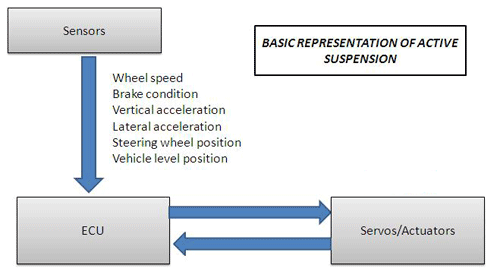 Sensors
BASIC REPRESENTATION OF ACTIVE
SUSPENSION
Wheel speed
Brake condition
Vertical acceleration
Lateral acceleration
Steering wheel position
Vehicle level position
ECU
Servos/Actuators